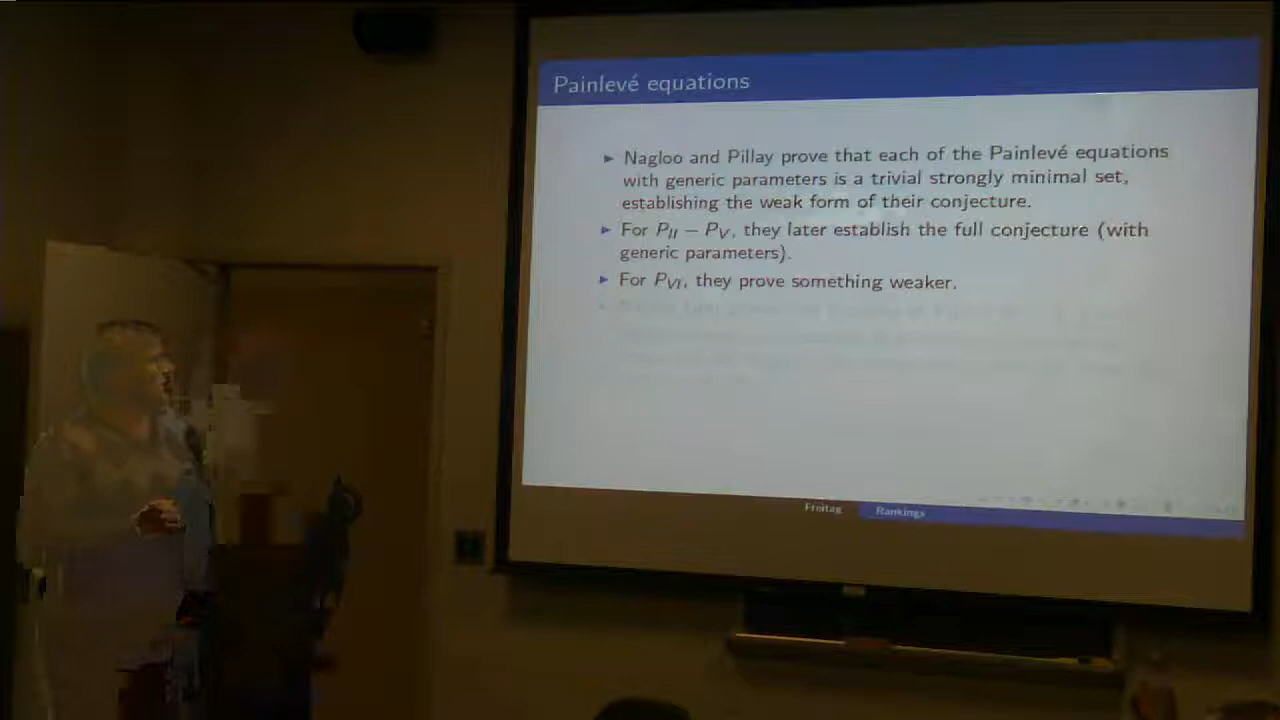 Painlevé equations
▶ Nagloo and Pillay prove that each of the Painlevé equations
with generic parameters is a trivial strongly minimal set,
establishing the weak form of their conjecture.
▶ For P_II − P_V, they later establish the full conjecture (with
generic parameters).
▶ For P_VI, they prove something weaker.
Freitag Rankings